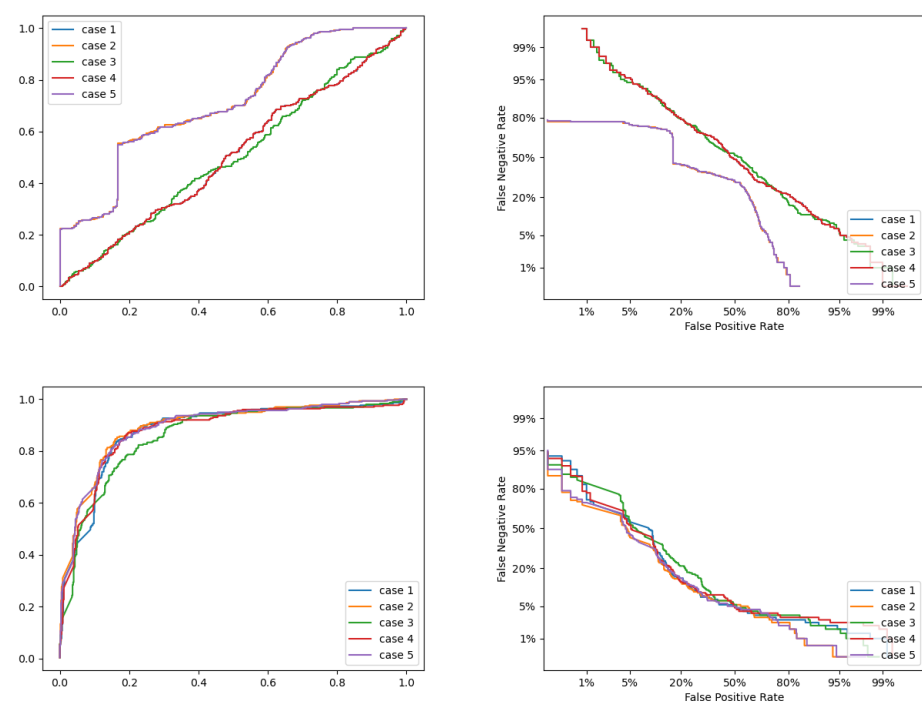 1.0
0.8
0.6
0.4
0.2
0.0
0.0 0.2 0.4 0.6 0.8 1.0
case 1
case 2
case 3
case 4
case 5
False Negative Rate
99%
95%
80%
50%
20%
5%
1%
1% 5% 20% 50% 80% 95% 99%
False Positive Rate
case 1
case 2
case 3
case 4
case 5
1.0
0.8
0.6
0.4
0.2
0.0
0.0 0.2 0.4 0.6 0.8 1.0
case 1
case 2
case 3
case 4
case 5
False Negative Rate
99%
95%
80%
50%
20%
5%
1%
1% 5% 20% 50% 80% 95% 99%
False Positive Rate
case 1
case 2
case 3
case 4
case 5